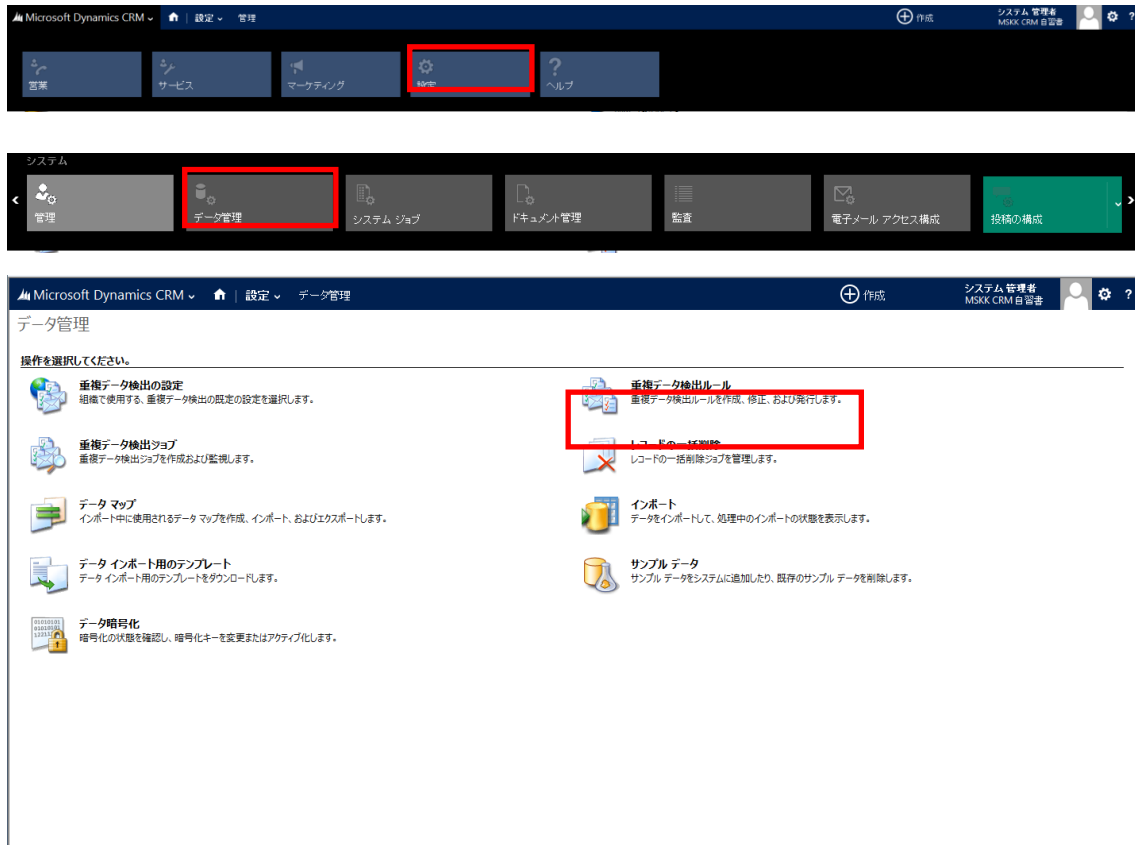 Microsoft Dynamics CRM 設定 管理 作成 システム 管理者
MSKK CRM 自習書
営業 サービス マーケティング 設定 ヘルプ
システム
管理 データ管理 システム ジョブ ドキュメント管理 監査 電子メール アクセス構成 投稿の構成
Microsoft Dynamics CRM 設定 データ管理 作成 システム 管理者
MSKK CRM 自習書
データ管理
操作を選択してください。
重複データ検出の設定
組織で使用する、重複データ検出の既定の設定を選択します。
重複データ検出ルール
重複データ検出ルールを作成、修正、および発行します。
重複データ検出ジョブ
重複データ検出ジョブを作成および監視します。
レコードの一括削除
レコードの一括削除ジョブを管理します。
データ マップ
インポート中に使用されるデータ マップを作成、インポート、およびエクスポートします。
インポート
データをインポートして、処理中のインポートの状態を表示します。
データ インポート用のテンプレート
データ インポート用のテンプレートをダウンロードします。
サンプル データ
サンプル データをシステムに追加したり、既存のサンプル データを削除します。
データ暗号化
暗号化の状態を確認し、暗号化キーを変更またはアクティブ化します。